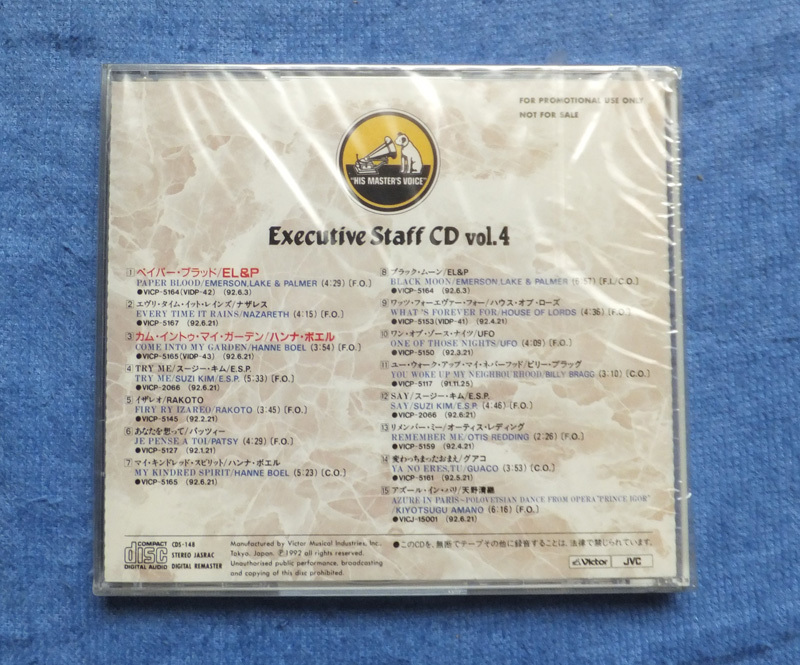 FOR PROMOTIONAL USE ONLY
NOT FOR SALE
"HIS MASTER'S VOICE"
Executive Staff CD vol.4
1 ペイパー・ブラッド/EL&P
PAPER BLOOD/EMERSON,LAKE & PALMER (4:29) [F.O.]
●VICP-5164(VIDP-42) (92.6.3)
2 エヴリ・タイム・イット・レインズ/ナザレス
EVERY TIME IT RAINS/NAZARETH (4:15) [F.O.]
●VICP-5167 (92.6.21)
3 カム・イントゥ・マイ・ガーデン/ハンナ・ボエル
COME INTO MY GARDEN/HANNE BOEL (3:54) [F.O.]
●VICP-5165(VIDP-43) (92.6.21)
4 TRY ME/スージー・キム/E.S.P.
TRY ME/SUZI KIM/E.S.P. (5:33) [F.O.]
●VICP-2066 (92.6.21)
5 イザレオ/RAKOTO
FIRY RY IZAREO/RAKOTO (3:45) [F.O.]
●VICP-5145 (92.2.21)
6 あなたを想って/パッツィー
JE PENSE A TOI/PATSY (4:29) [F.O.]
●VICP-5127 (92.1.21)
7 マイ・キンドレッド・スピリット/ハンナ・ボエル
MY KINDRED SPIRIT/HANNE BOEL (5:23) [C.O.]
●VICP-5165 (92.6.21)
8 ブラック・ムーン/EL&P
BLACK MOON/EMERSON,LAKE & PALMER (6:57) [F.I./C.O.]
●VICP-5164 (92.6.3)
9 ワッツ・フォーエヴァー・フォー/ハウス・オブ・ローズ
WHAT'S FOREVER FOR/HOUSE OF LORDS (4:36) [F.O.]
●VICP-5153(VIDP-41) (92.4.21)
10 ワン・オブ・ゾース・ナイツ/UFO
ONE OF THOSE NIGHTS/UFO (4:09) [F.O.]
●VICP-5150 (92.3.21)
11 ユー・ウォーク・アップ・マイ・ネバーフッド/ビリー・ブラッグ
YOU WOKE UP MY NEIGHBOURHOOD/BILLY BRAGG (3:10) [C.O.]
●VICP-5117 (91.11.25)
12 SAY/スージー・キム/E.S.P.
SAY/SUZI KIM/E.S.P. (4:46) [F.O.]
●VICP-2066 (92.6.21)
13 リメンバー・ミー/オーティス・レディング
REMEMBER ME/OTIS REDDING (2:26) [F.O.]
●VICP-5159 (92.4.21)
14 変わっちまったおまえ/グアコ
YA NO ERES,TU/GUACO (3:53) [C.O.]
●VICP-5161 (92.5.21)
15 アズール・イン・パリ/天野清継
AZURE IN PARIS~POLOVETSIAN DANCE FROM OPERA"PRINCE IGOR"
/KIYOTSUGU AMANO (6:16) [F.O.]
●VICJ-15001 (92.6.21)
COMPACT disc DIGITAL AUDIO
CDS-148
STEREO JASRAC
DIGITAL REMASTER
Manufactured by Victor Musical Industries, Inc.,
Tokyo, Japan. Ⓟ1992 all rights reserved.
Unauthorised public performance, broadcasting
and copying of this disc prohibited.
●このCDを、無断でテープその他に録音することは、法律で禁じられています。
Victor JVC